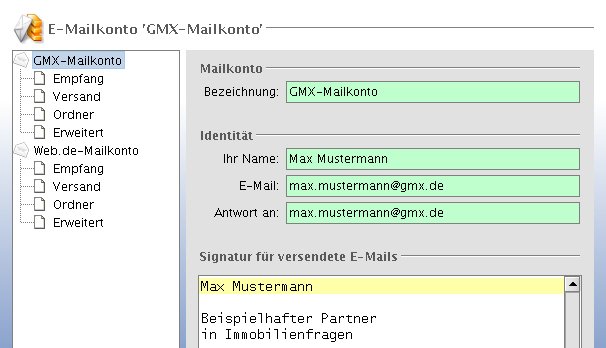 E-Mailkonto 'GMX-Mailkonto'
GMX-Mailkonto
Empfang
Versand
Ordner
Erweitert
Web.de-Mailkonto
Empfang
Versand
Ordner
Erweitert
Mailkonto
Bezeichnung: GMX-Mailkonto
Identität
Ihr Name: Max Mustermann
E-Mail: max.mustermann@gmx.de
Antwort an: max.mustermann@gmx.de
Signatur für versendete E-Mails
Max Mustermann
Beispielhafter Partner
in Immobilienfragen